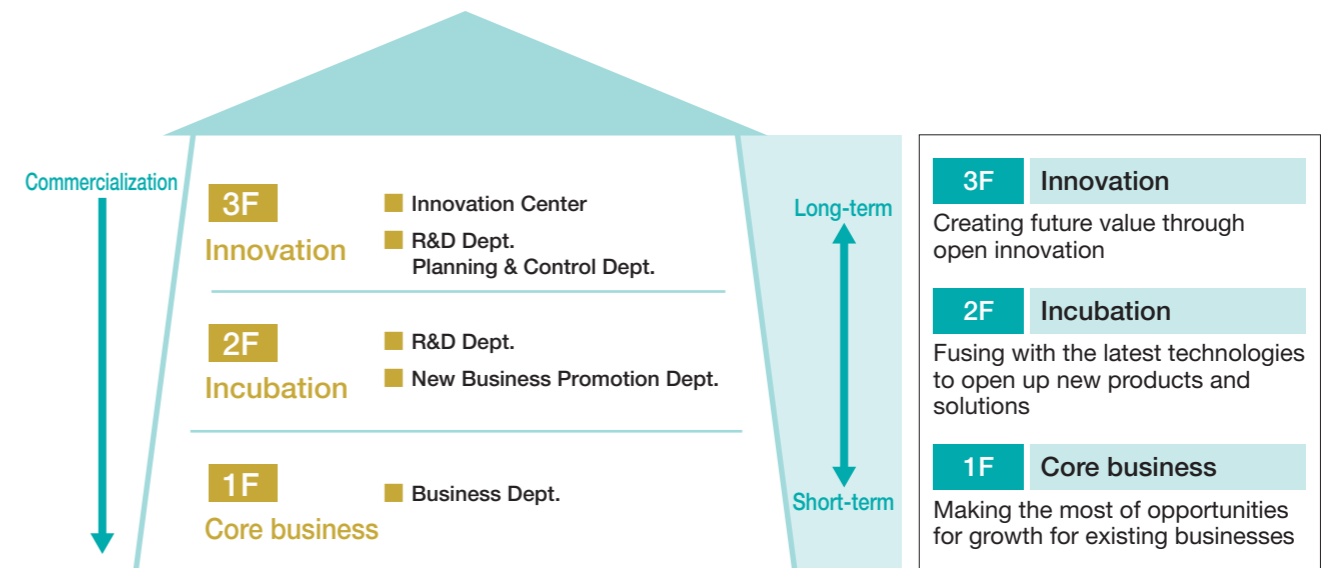 Commercialization
3F
Innovation
Innovation Center
R&D Dept.
Planning & Control Dept.
2F
Incubation
R&D Dept.
New Business Promotion Dept.
1F
Core business
Business Dept.
Long-term
Short-term
3F Innovation
Creating future value through
open innovation
2F Incubation
Fusing with the latest technologies
to open up new products and
solutions
1F Core business
Making the most of opportunities
for growth for existing businesses